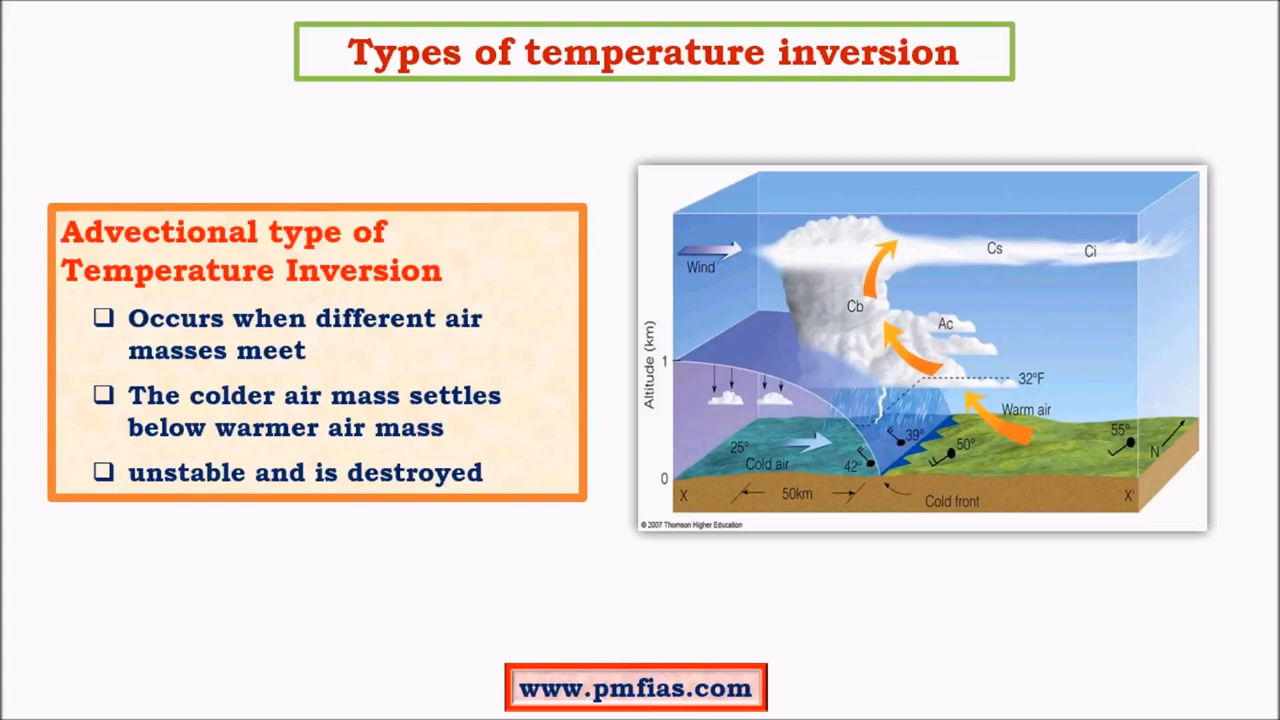 Types of temperature inversion
Advectional type of
Temperature Inversion
❑ Occurs when different air
masses meet
❑ The colder air mass settles
below warmer air mass
❑ unstable and is destroyed
Wind
Cs
Ci
Cb
Ac
Altitude (km)
1
32°F
Warm air
25°
Cold air
42°
39°
50°
55°
N
0
X
50km
Cold front
X'
© 2007 Thomson Higher Education
www.pmfias.com